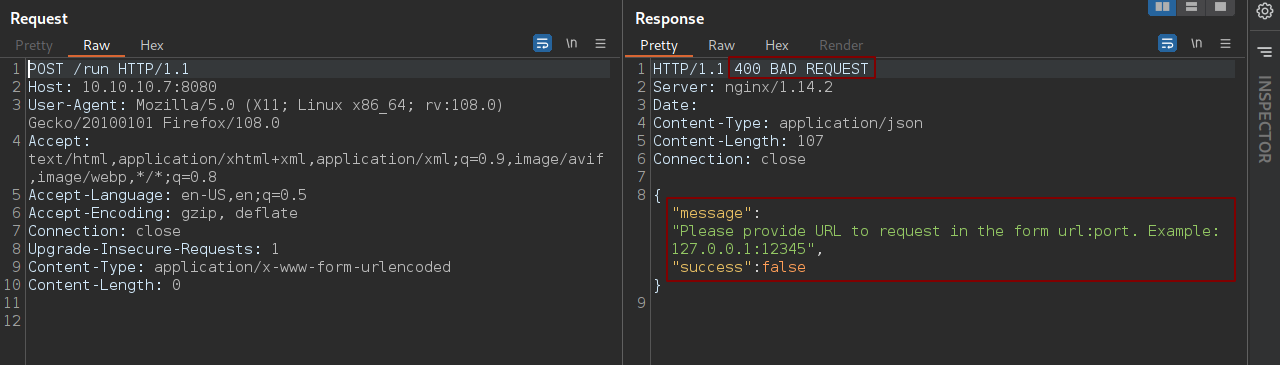 Request
Pretty Raw Hex \n
1 POST /run HTTP/1.1
2 Host: 10.10.10.7:8080
3 User-Agent: Mozilla/5.0 (X11; Linux x86_64; rv:108.0)
Gecko/20100101 Firefox/108.0
4 Accept:
text/html,application/xhtml+xml,application/xml;q=0.9,image/avif
,image/webp,*/*;q=0.8
5 Accept-Language: en-US,en;q=0.5
6 Accept-Encoding: gzip, deflate
7 Connection: close
8 Upgrade-Insecure-Requests: 1
9 Content-Type: application/x-www-form-urlencoded
10 Content-Length: 0
11
12
Response
Pretty Raw Hex Render \n
1 HTTP/1.1 400 BAD REQUEST
2 Server: nginx/1.14.2
3 Date:
4 Content-Type: application/json
5 Content-Length: 107
6 Connection: close
7
8 {
"message":
"Please provide URL to request in the form url:port. Example:
127.0.0.1:12345",
"success":false
}
9
INSPECTOR